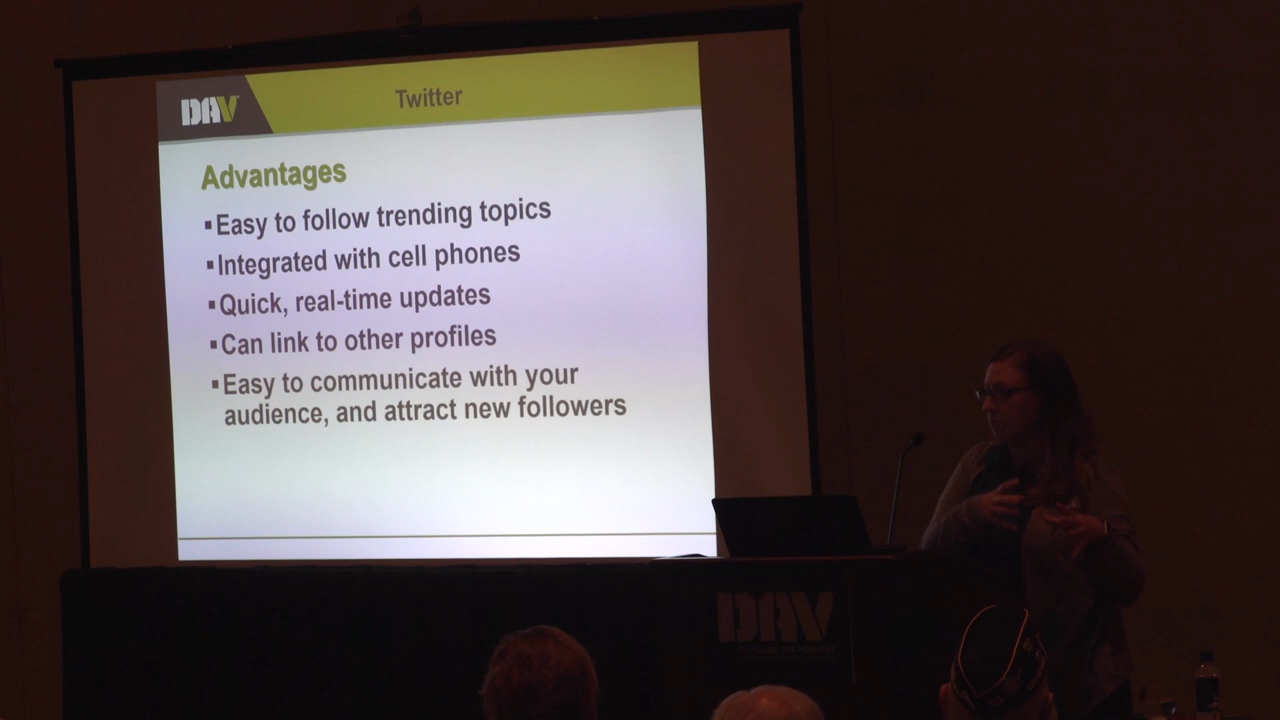 DAV
Twitter
Advantages
▪Easy to follow trending topics
▪Integrated with cell phones
▪Quick, real-time updates
▪Can link to other profiles
▪Easy to communicate with your
audience, and attract new followers
DAV